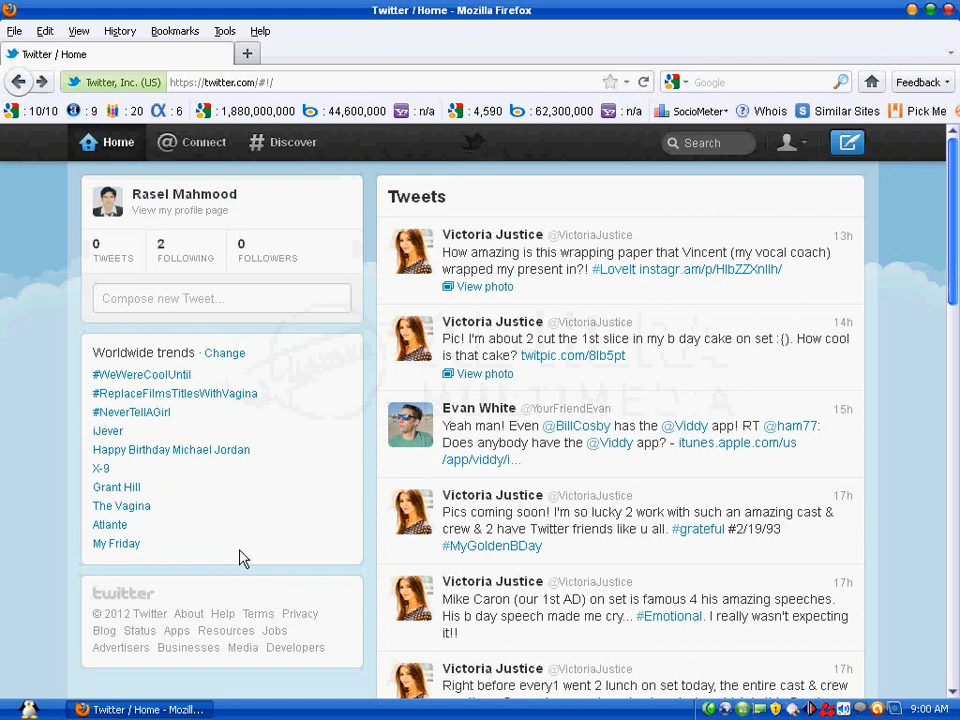 Twitter / Home - Mozilla Firefox
File Edit View History Bookmarks Tools Help
Twitter / Home
Twitter, Inc. (US) https://twitter.com/#!/ Google Feedback
: 10/10 : 9 : 20 : 6 : 1,880,000,000 : 44,600,000 : n/a : 4,590 : 62,300,000 : n/a SocioMeter Whois Similar Sites Pick Me
Home @ Connect # Discover Search
Rasel Mahmood
View my profile page
0 2 0
TWEETS FOLLOWING FOLLOWERS
Compose new Tweet...
Worldwide trends · Change
#WeWereCoolUntil
#ReplaceFilmsTitlesWithVagina
#NeverTellAGirl
iJever
Happy Birthday Michael Jordan
X-9
Grant Hill
The Vagina
Atlante
My Friday
twitter
© 2012 Twitter About Help Terms Privacy
Blog Status Apps Resources Jobs
Advertisers Businesses Media Developers
Tweets
Victoria Justice @VictoriaJustice 13h
How amazing is this wrapping paper that Vincent (my vocal coach)
wrapped my present in?! #LoveIt instagr.am/p/HIbZZXnIlh/
View photo
Victoria Justice @VictoriaJustice 14h
Pic! I'm about 2 cut the 1st slice in my b day cake on set :{). How cool
is that cake? twitpic.com/8lb5pt
View photo
Evan White @YourFriendEvan 15h
Yeah man! Even @BillCosby has the @Viddy app! RT @ham77:
Does anybody have the @Viddy app? - itunes.apple.com/us
/app/viddy/i...
Victoria Justice @VictoriaJustice 17h
Pics coming soon! I'm so lucky 2 work with such an amazing cast &
crew & 2 have Twitter friends like u all. #grateful #2/19/93
#MyGoldenBDay
Victoria Justice @VictoriaJustice 17h
Mike Caron (our 1st AD) on set is famous 4 his amazing speeches.
His b day speech made me cry... #Emotional. I really wasn't expecting
it!!
Victoria Justice @VictoriaJustice 17h
Right before every1 went 2 lunch on set today, the entire cast & crew
MULTIMEDIA
Twitter / Home - Mozill... 9:00 AM